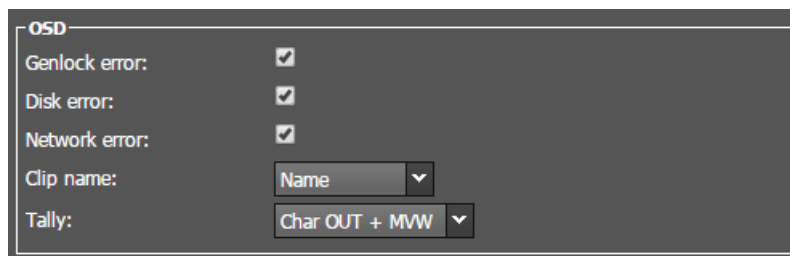 OSD
Genlock error:
Disk error:
Network error:
Clip name: Name
Tally: Char OUT + MVW